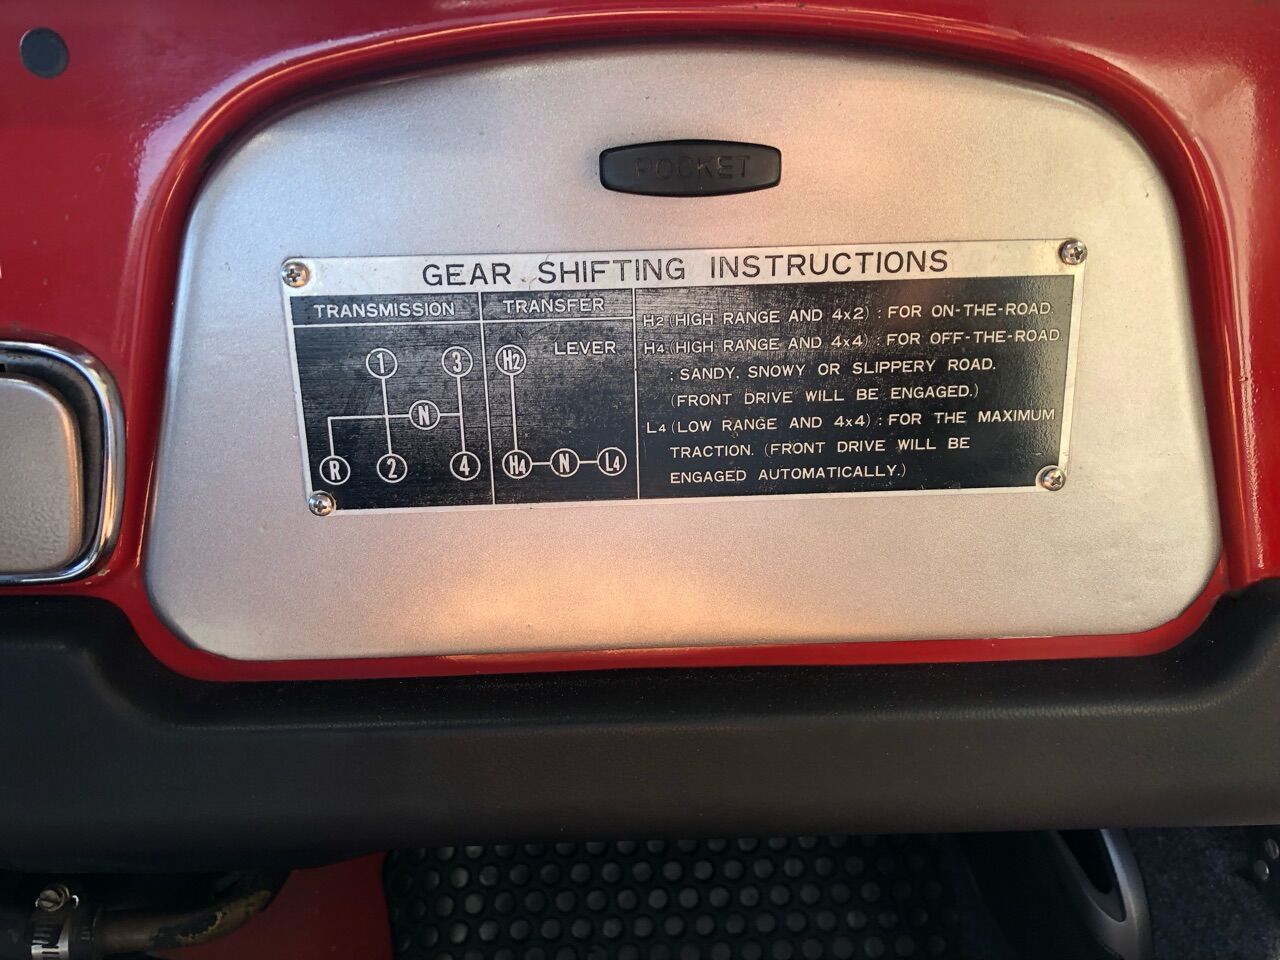 POCKET
GEAR SHIFTING INSTRUCTIONS
TRANSMISSION
1 3
N
R 2 4
TRANSFER
H2 LEVER
H4 N L4
H2 (HIGH RANGE AND 4x2) : FOR ON-THE-ROAD.
H4 (HIGH RANGE AND 4x4) : FOR OFF-THE-ROAD.
; SANDY, SNOWY OR SLIPPERY ROAD.
(FRONT DRIVE WILL BE ENGAGED.)
L4 (LOW RANGE AND 4x4) : FOR THE MAXIMUM
TRACTION. (FRONT DRIVE WILL BE
ENGAGED AUTOMATICALLY.)